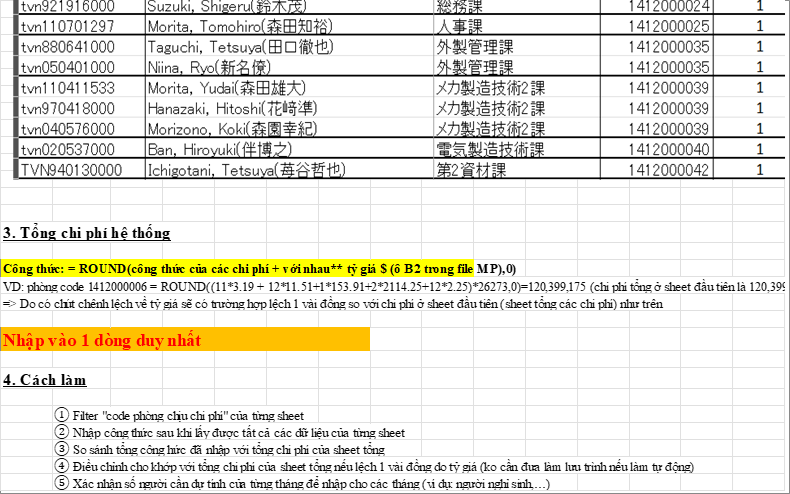 tvn921916000 Suzuki, Shigeru(鈴木茂) 総務課 1412000024 1
tvn110701297 Morita, Tomohiro(森田知裕) 人事課 1412000025 1
tvn880641000 Taguchi, Tetsuya(田口徹也) 外製管理課 1412000035 1
tvn050401000 Niina, Ryo(新名僚) 外製管理課 1412000035 1
tvn110411533 Morita, Yudai(森田雄大) メカ製造技術2課 1412000039 1
tvn970418000 Hanazaki, Hitoshi(花﨑準) メカ製造技術2課 1412000039 1
tvn040576000 Morizono, Koki(森園幸紀) メカ製造技術2課 1412000039 1
tvn020537000 Ban, Hiroyuki(伴博之) 電気製造技術課 1412000040 1
TVN940130000 Ichigotani, Tetsuya(苺谷哲也) 第2資材課 1412000042 1
3. Tổng chi phí hệ thống
Công thức: = ROUND(công thức của các chi phí + với nhau** tỷ giá $ (ô B2 trong file MP),0)
VD: phòng code 1412000006 = ROUND((11*3.19 + 12*11.51+1*153.91+2*2114.25+12*2.25)*26273,0)=120,399,175 (chi phí tổng ở sheet đầu tiên là 120,399
=> Do có chút chênh lệch về tỷ giá sẽ có trường hợp lệch 1 vài đồng so với chi phí ở sheet đầu tiên (sheet tổng các chi phí) như trên
Nhập vào 1 dòng duy nhất
4. Cách làm
① Filter "code phòng chịu chi phí" của từng sheet
② Nhập công thức sau khi lấy được tất cả các dữ liệu của từng sheet
③ So sánh tổng công hức đã nhập với tổng chi phí của sheet tổng
④ Điều chỉnh cho khớp với tổng chi phí của sheet tổng nếu lệch 1 vài đồng do tỷ giá (ko cần đưa làm lưu trình nếu làm tự động)
⑤ Xác nhận số người cần dự tính của từng tháng để nhập cho các tháng (ví dụ: người nghỉ sinh,…)